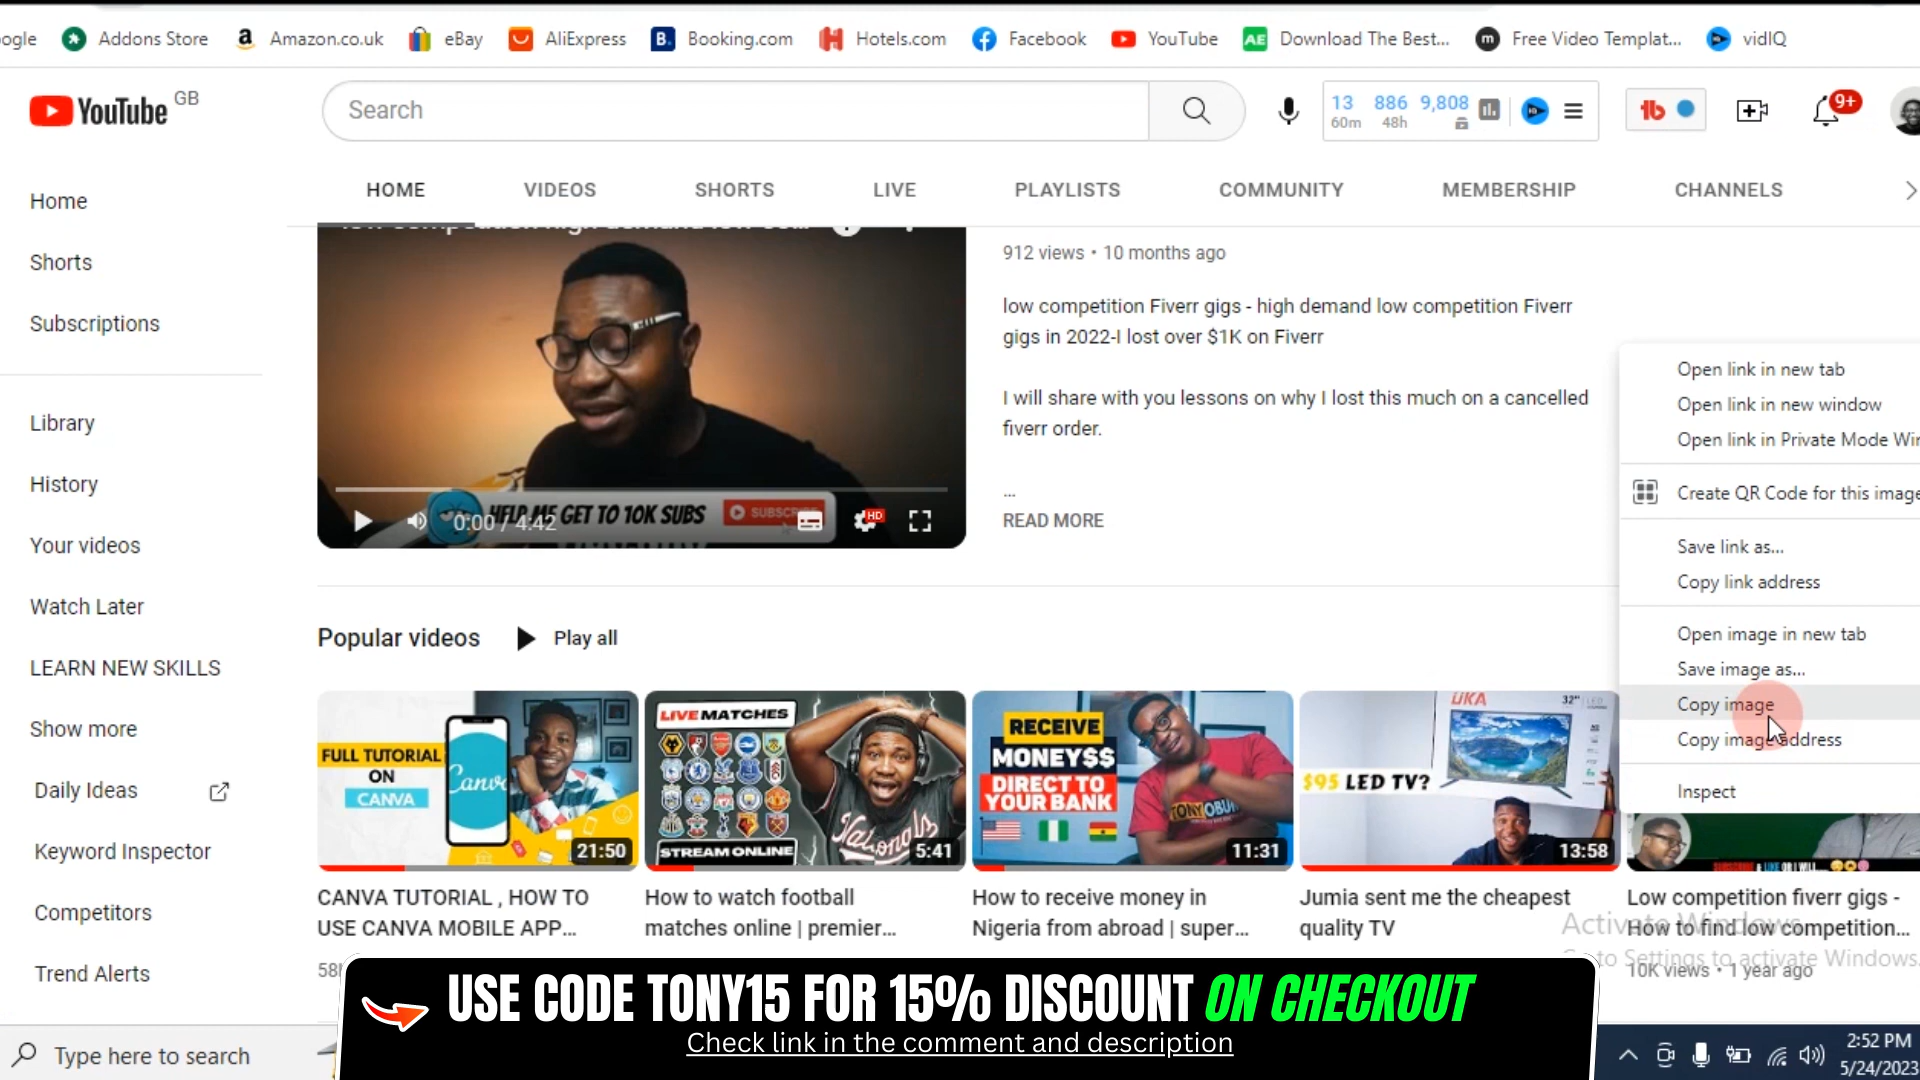 ogle
Addons Store
Amazon.co.uk
eBay
AliExpress
Booking.com
Hotels.com
Facebook
YouTube
Download The Best...
Free Video Templat...
vidIQ
YouTube GB
Search
13
60m
886
48h
9,808
9+
HOME
VIDEOS
SHORTS
LIVE
PLAYLISTS
COMMUNITY
MEMBERSHIP
CHANNELS
Home
Shorts
Subscriptions
Library
History
Your videos
Watch Later
LEARN NEW SKILLS
Show more
Daily Ideas
Keyword Inspector
Competitors
Trend Alerts
HELP ME GET TO 10K SUBS
0:00 / 4:42
HD
912 views • 10 months ago
low competition Fiverr gigs - high demand low competition Fiverr
gigs in 2022-I lost over $1K on Fiverr
I will share with you lessons on why I lost this much on a cancelled
fiverr order.
...
READ MORE
Open link in new tab
Open link in new window
Open link in Private Mode Wi
Create QR Code for this image
Save link as...
Copy link address
Open image in new tab
Save image as...
Copy image
Copy image address
Inspect
Popular videos
Play all
FULL TUTORIAL
ON
CANVA
Canva
21:50
LIVE MATCHES
STREAM ONLINE
Nationals
5:41
RECEIVE
MONEY$$
DIRECT TO
YOUR BANK
TONY OBU
11:31
UKA
32"
$95 LED TV?
13:58
CANVA TUTORIAL , HOW TO
USE CANVA MOBILE APP...
How to watch football
matches online | premier...
How to receive money in
Nigeria from abroad | super...
Jumia sent me the cheapest
quality TV
Low competition fiverr gigs -
How to find low competition...
10K views • 1 year ago
Activate Windows
Go to Settings to activate Windows.
USE CODE TONY15 FOR 15% DISCOUNT ON CHECKOUT
Check link in the comment and description
Type here to search
2:52 PM
5/24/2023